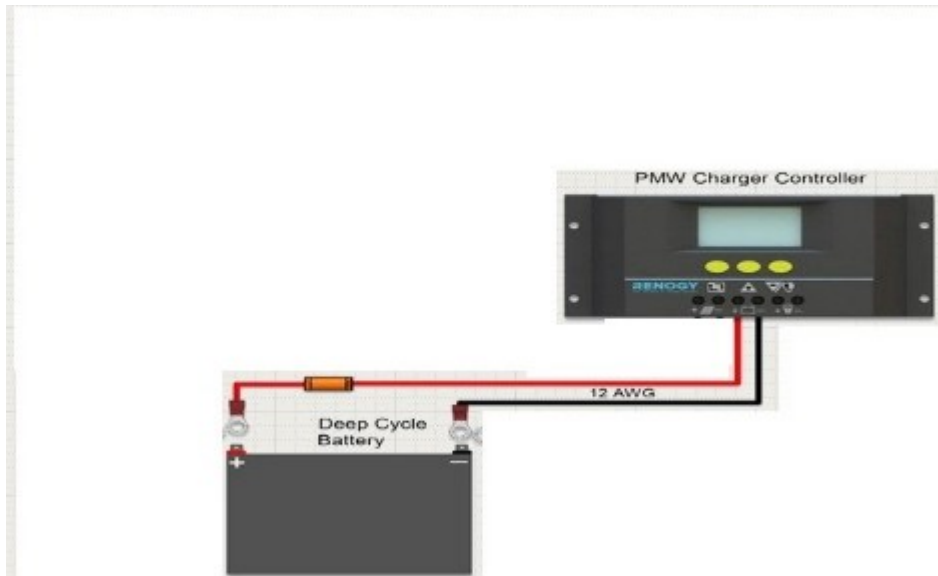 PMW Charger Controller
RENOGY
+ - + - + -
12 AWG
Deep Cycle
Battery
+ −